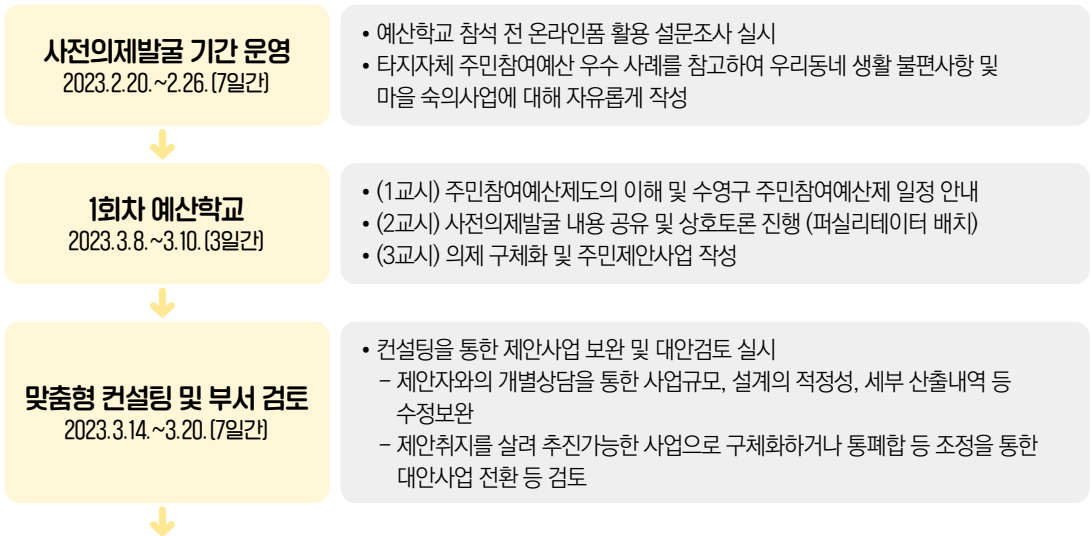 사전의제발굴 기간 운영
2023.2.20.~2.26.(7일간)
• 예산학교 참석 전 온라인폼 활용 설문조사 실시
• 타지자체 주민참여예산 우수 사례를 참고하여 우리동네 생활 불편사항 및
마을 숙의사업에 대해 자유롭게 작성
1회차 예산학교
2023.3.8.~3.10.(3일간)
• (1교시) 주민참여예산제도의 이해 및 수영구 주민참여예산제 일정 안내
• (2교시) 사전의제발굴 내용 공유 및 상호토론 진행 (퍼실리테이터 배치)
• (3교시) 의제 구체화 및 주민제안사업 작성
맞춤형 컨설팅 및 부서 검토
2023.3.14.~3.20.(7일간)
• 컨설팅을 통한 제안사업 보완 및 대안검토 실시
– 제안자와의 개별상담을 통한 사업규모, 설계의 적정성, 세부 산출내역 등
수정보완
– 제안취지를 살려 추진가능한 사업으로 구체화하거나 통폐합 등 조정을 통한
대안사업 전환 등 검토